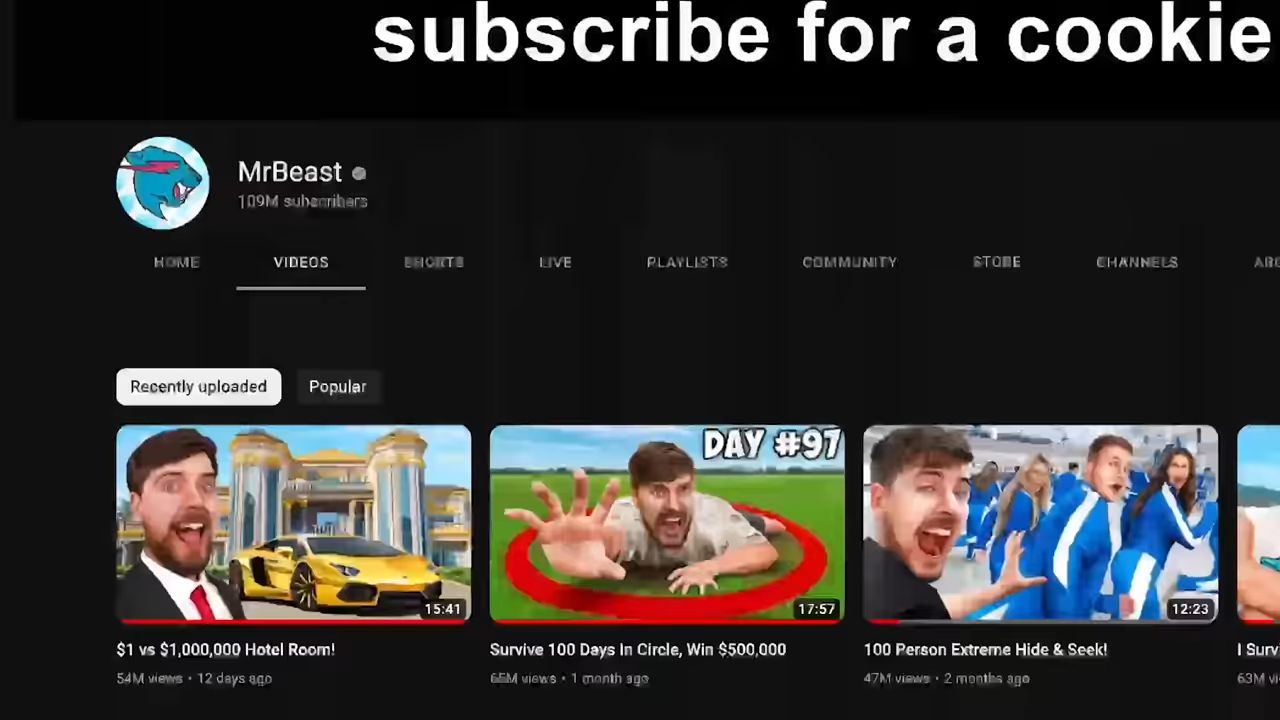 subscribe for a cookie
MrBeast
109M subscribers
HOME VIDEOS SHORTS LIVE PLAYLISTS COMMUNITY STORE CHANNELS
Recently uploaded Popular
DAY #97
15:41 17:57 12:23
$1 vs $1,000,000 Hotel Room! Survive 100 Days In Circle, Win $500,000 100 Person Extreme Hide & Seek! I Surv
54M views • 12 days ago 65M views • 1 month ago 47M views • 2 months ago 63M vi